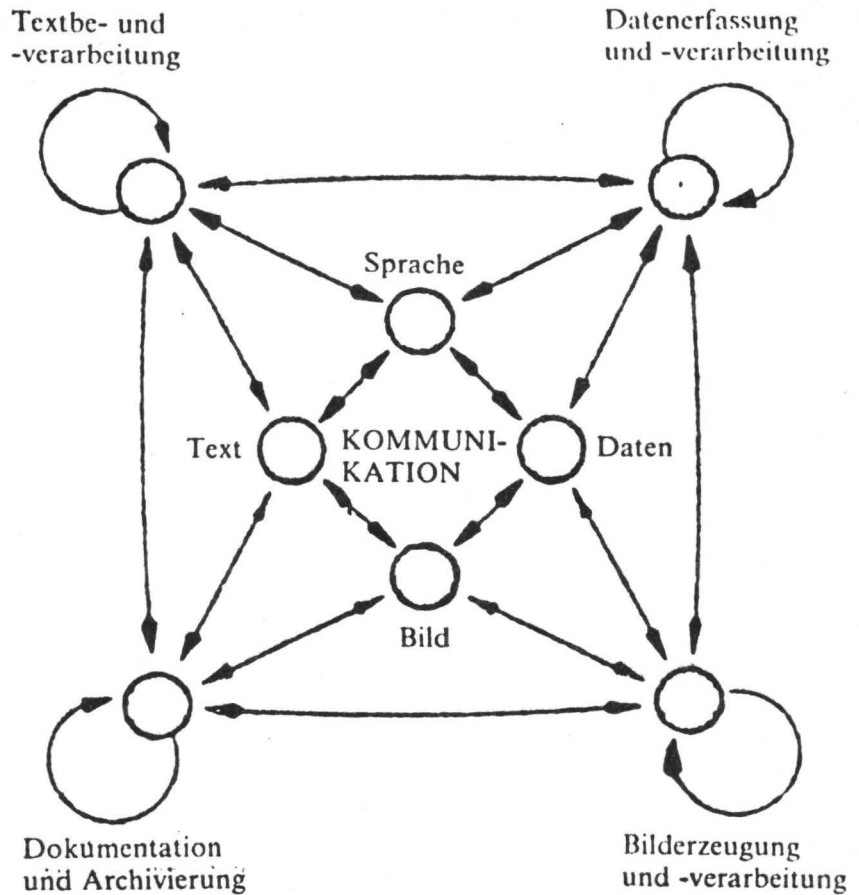 Textbe- und
-verarbeitung
Datenerfassung
und -verarbeitung
Sprache
Text
KOMMUNI-
KATION
Daten
Bild
Dokumentation
und Archivierung
Bilderzeugung
und -verarbeitung